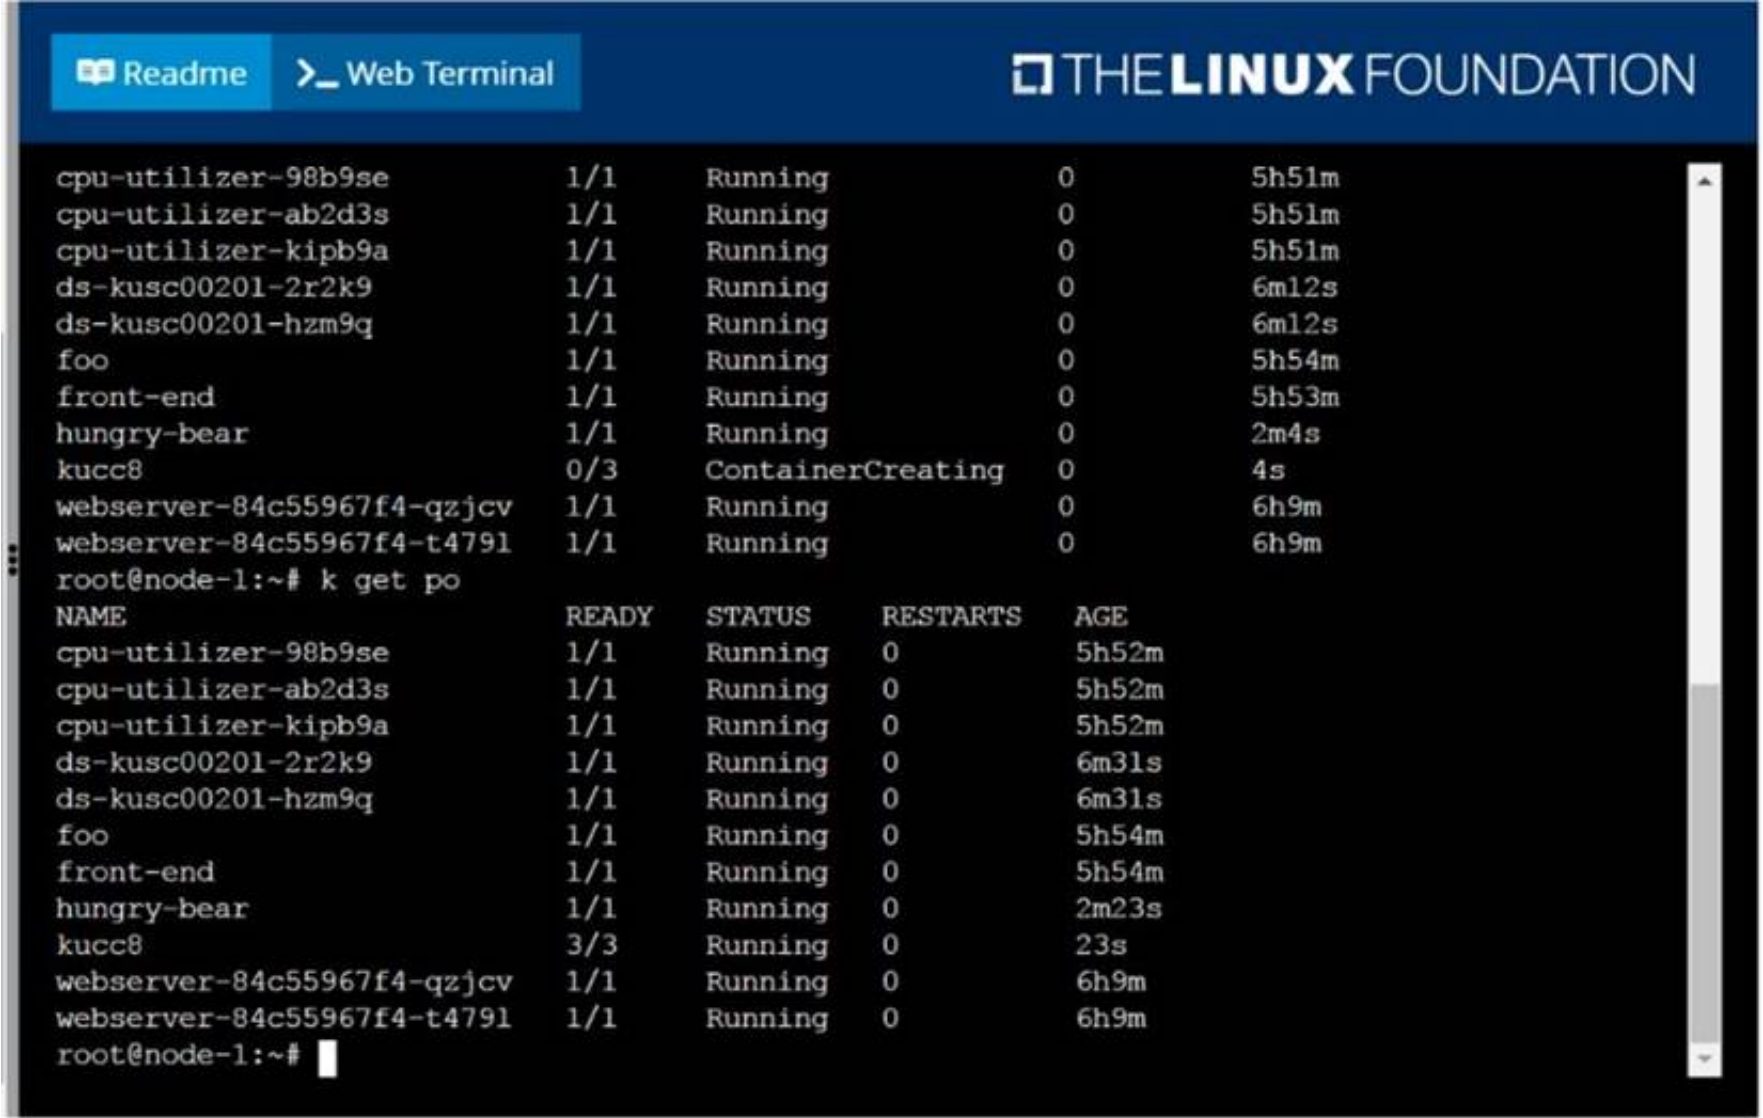 Readme >_ Web Terminal THE LINUX FOUNDATION
cpu-utilizer-98b9se 1/1 Running 0 5h51m
cpu-utilizer-ab2d3s 1/1 Running 0 5h51m
cpu-utilizer-kipb9a 1/1 Running 0 5h51m
ds-kusc00201-2r2k9 1/1 Running 0 6m12s
ds-kusc00201-hzm9q 1/1 Running 0 6m12s
foo 1/1 Running 0 5h54m
front-end 1/1 Running 0 5h53m
hungry-bear 1/1 Running 0 2m4s
kucc8 0/3 ContainerCreating 0 4s
webserver-84c55967f4-qzjcv 1/1 Running 0 6h9m
webserver-84c55967f4-t479l 1/1 Running 0 6h9m
root@node-1:~# k get po
NAME READY STATUS RESTARTS AGE
cpu-utilizer-98b9se 1/1 Running 0 5h52m
cpu-utilizer-ab2d3s 1/1 Running 0 5h52m
cpu-utilizer-kipb9a 1/1 Running 0 5h52m
ds-kusc00201-2r2k9 1/1 Running 0 6m31s
ds-kusc00201-hzm9q 1/1 Running 0 6m31s
foo 1/1 Running 0 5h54m
front-end 1/1 Running 0 5h54m
hungry-bear 1/1 Running 0 2m23s
kucc8 3/3 Running 0 23s
webserver-84c55967f4-qzjcv 1/1 Running 0 6h9m
webserver-84c55967f4-t479l 1/1 Running 0 6h9m
root@node-1:~#